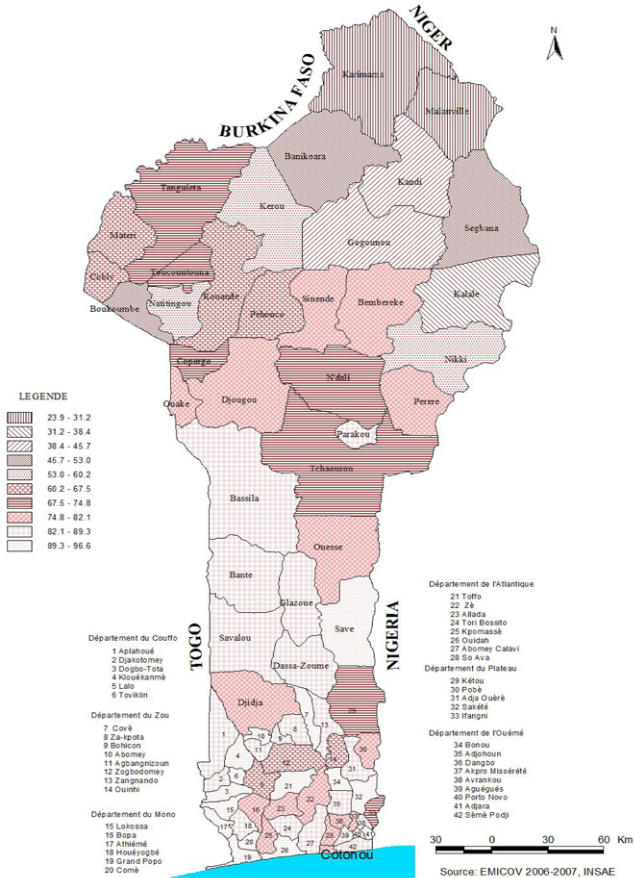 NIGER
N
BURKINA FASO
Karimama
Malanville
Banikoara
Kandi
Tanguieta
Kerou
Segbana
Materi
Gogounou
Toucountouna
Cobly
Kalale
Natitingou
Kouande
Pehonco
Sinende
Bembereke
Boukoumbe
Nikki
Copargo
N'dali
LEGENDE
Ouake
Djougou
Perere
23.9 - 31.2
31.2 - 38.4
38.4 - 45.7
45.7 - 53.0
53.0 - 60.2
60.2 - 67.5
67.5 - 74.8
74.8 - 82.1
82.1 - 89.3
89.3 - 96.6
Parakou
Tchaourou
Bassila
Ouesse
Bante
Glazoue
Save
Savalou
Dassa-Zoume
TOGO
NIGERIA
Djidja
Département du Couffo
1 Aplahoué
2 Djakotomey
3 Dogbo-Tota
4 Klouékanmè
5 Lalo
6 Toviklin
Département du Zou
7 Covè
8 Za-kpota
9 Bohicon
10 Abomey
11 Agbangnizoun
12 Zogbodomey
13 Zangnando
14 Ouinhi
Département du Mono
15 Lokossa
16 Bopa
17 Athiémé
18 Houéyogbé
19 Grand Popo
20 Comè
Département de l'Atlantique
21 Toffo
22 Zè
23 Allada
24 Tori Bossito
25 Kpomassè
26 Ouidah
27 Abomey Calavi
28 So Ava
Département du Plateau
29 Kétou
30 Pobè
31 Adja Ouèrè
32 Sakété
33 Ifangni
Département de l'Ouémé
34 Bonou
35 Adjohoun
36 Dangbo
37 Akpro Missérété
38 Avrankou
39 Aguégués
40 Porto Novo
41 Adjara
42 Sèmè Podji
Cotonou
30 0 30 60 Km
Source: EMICOV 2006-2007, INSAE